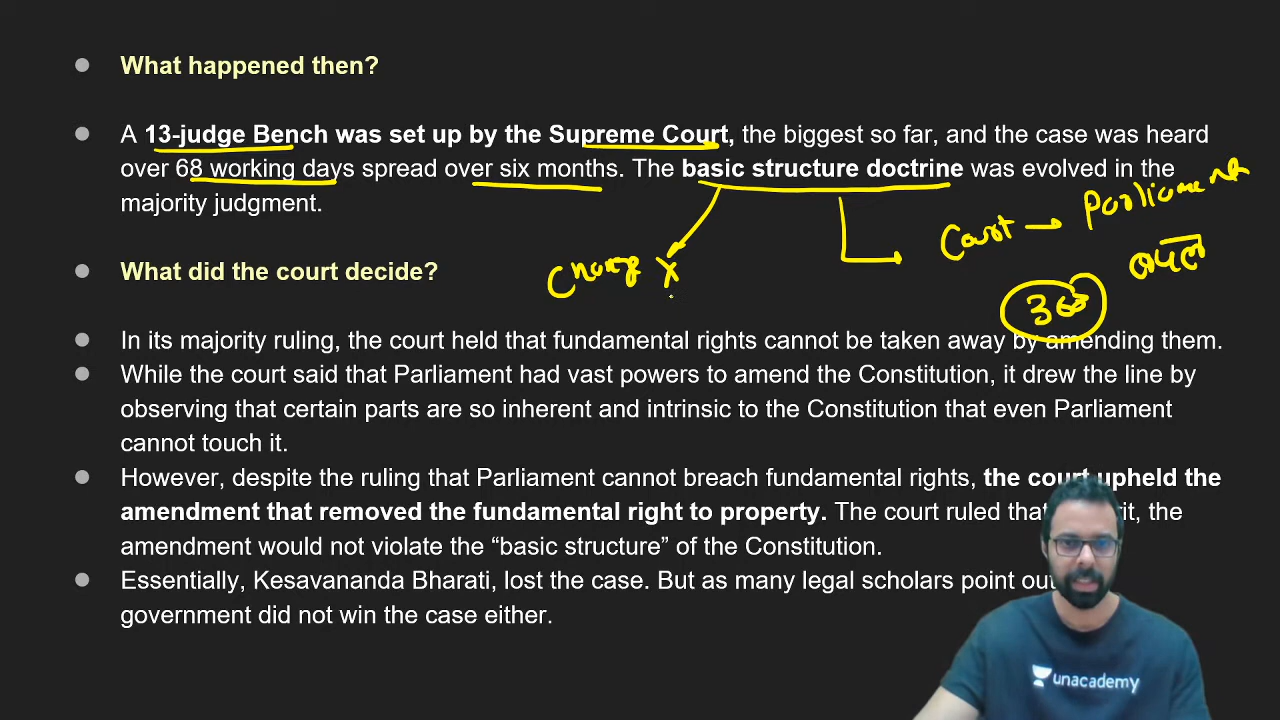 What happened then?
A 13-judge Bench was set up by the Supreme Court, the biggest so far, and the case was heard
over 68 working days spread over six months. The basic structure doctrine was evolved in the
majority judgment.
Court → Parliament
Change X
What did the court decide?
368
In its majority ruling, the court held that fundamental rights cannot be taken away by amending them.
While the court said that Parliament had vast powers to amend the Constitution, it drew the line by
observing that certain parts are so inherent and intrinsic to the Constitution that even Parliament
cannot touch it.
However, despite the ruling that Parliament cannot breach fundamental rights, the court upheld the
amendment that removed the fundamental right to property. The court ruled that the
amendment would not violate the “basic structure” of the Constitution.
Essentially, Kesavananda Bharati, lost the case. But as many legal scholars point out
government did not win the case either.
unacademy